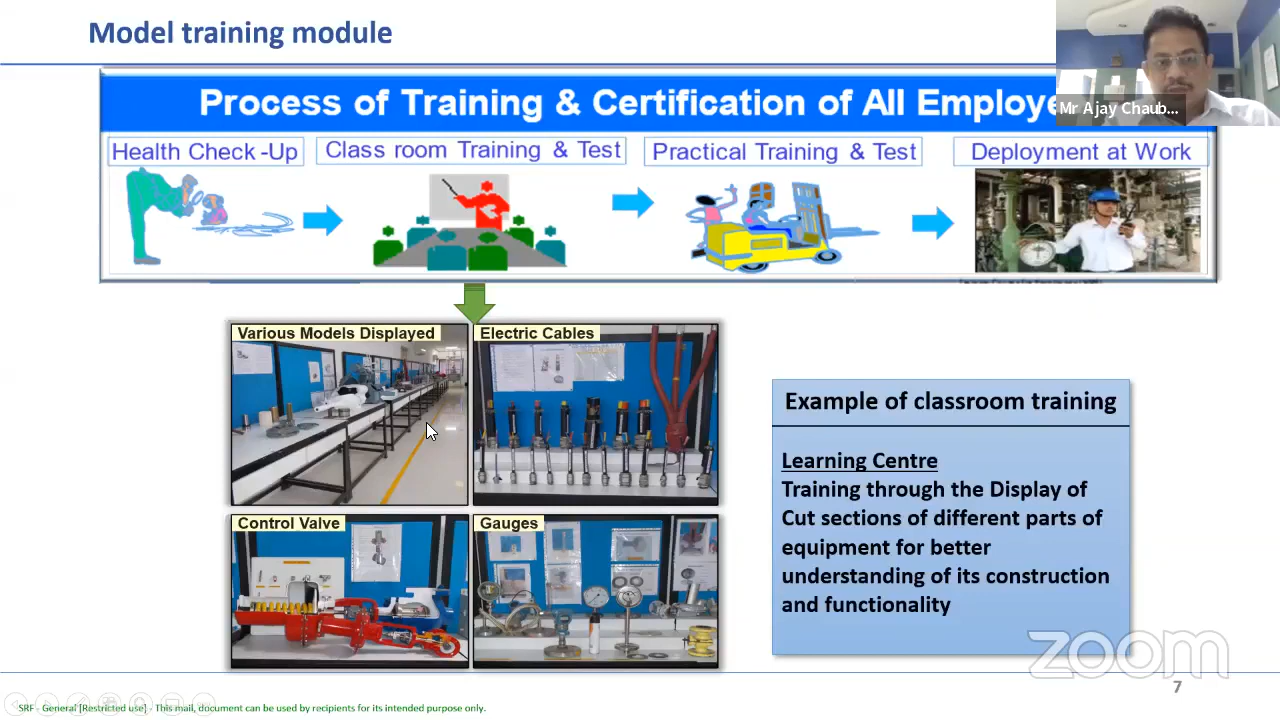 Model training module
Process of Training & Certification of All Employe
Mr Ajay Chaub...
Health Check-Up
Class room Training & Test
Practical Training & Test
Deployment at Work
Various Models Displayed
Electric Cables
Control Valve
Gauges
Example of classroom training
Learning Centre
Training through the Display of
Cut sections of different parts of
equipment for better
understanding of its construction
and functionality
zoom
7
SRF - General [Restricted use] - This mail, document can be used by recipients for its intended purpose only.